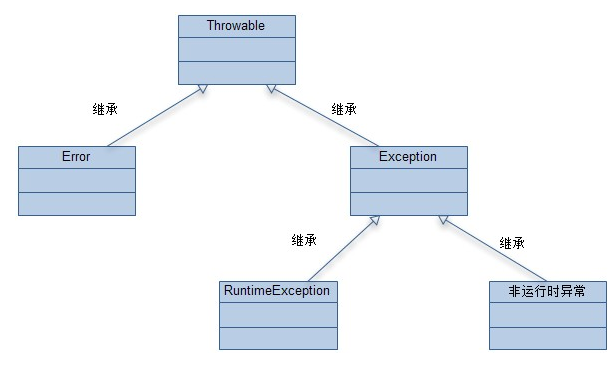 Throwable
继承
继承
Error
Exception
继承
继承
RuntimeException
非运行时异常